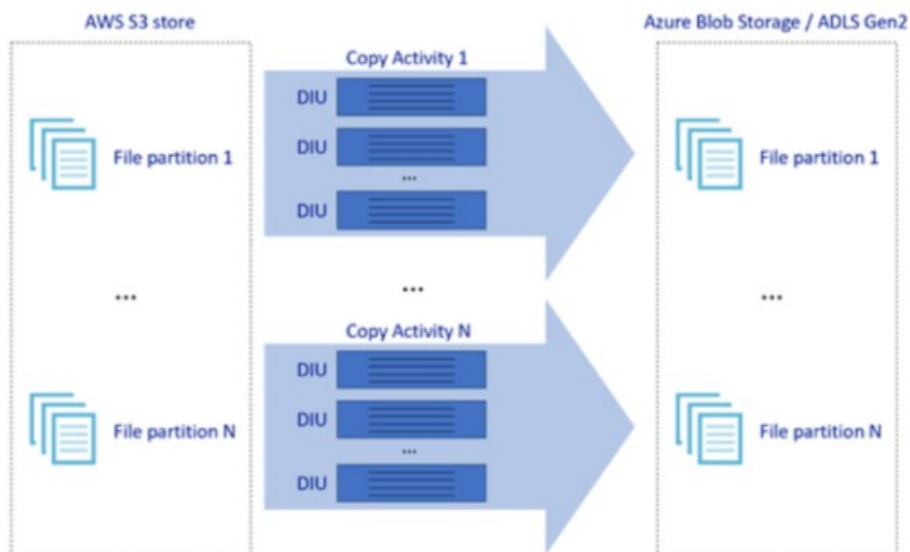 AWS S3 store
Azure Blob Storage / ADLS Gen2
Copy Activity 1
DIU
DIU
...
DIU
File partition 1
File partition 1
...
...
...
Copy Activity N
DIU
DIU
...
DIU
File partition N
File partition N